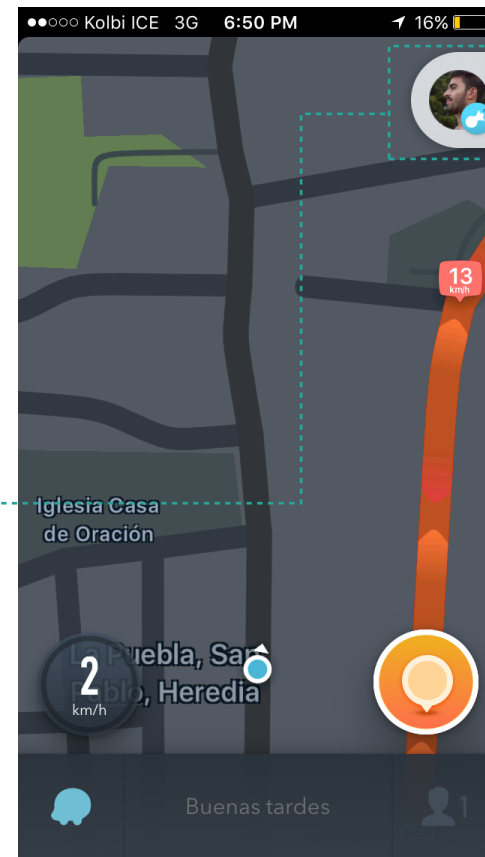 Kolbi ICE 3G 6:50 PM 16%
13
km/h
Iglesia Casa
de Oración
La Puebla, San
Pablo, Heredia
2
km/h
Buenas tardes
1